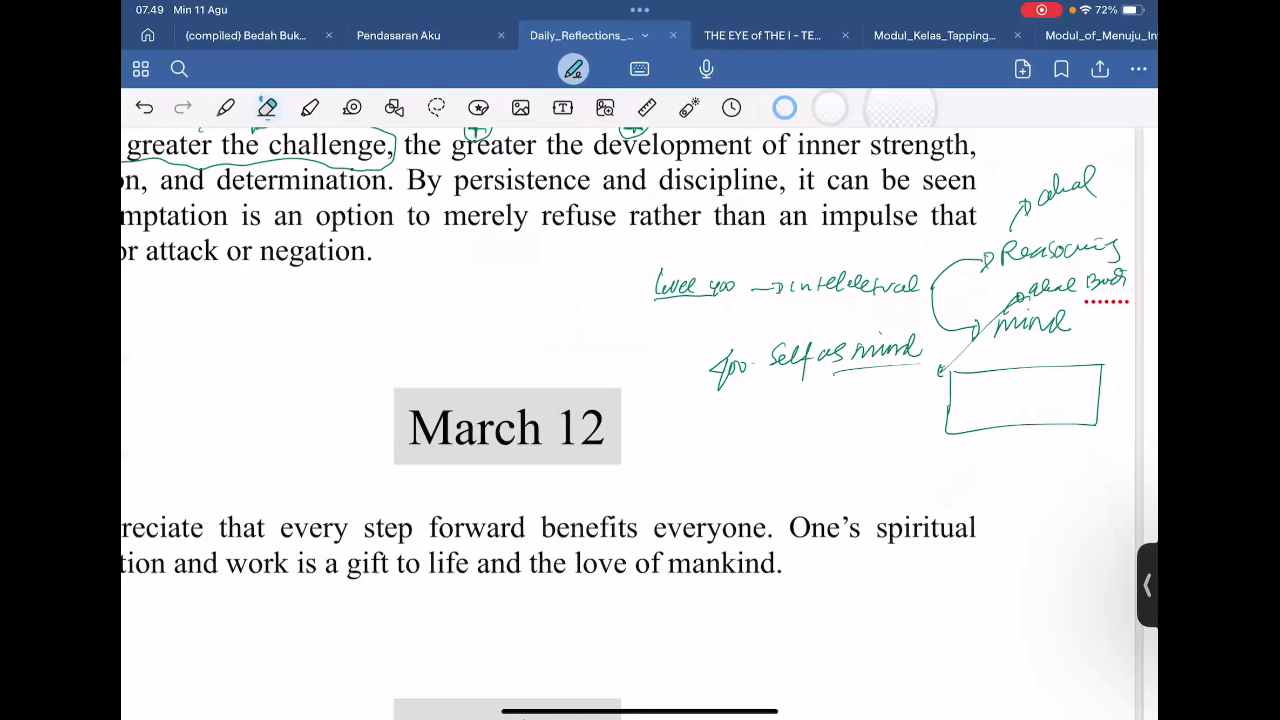 07.49 Min 11 Agu
72%
(compiled) Bedah Buk...
Pendasaran Aku
Daily_Reflections_...
THE EYE of THE I - TE...
Modul_Kelas_Tapping...
Modul_of_Menuju_In
greater the challenge, the greater the development of inner strength,
on, and determination. By persistence and discipline, it can be seen
mptation is an option to merely refuse rather than an impulse that
or attack or negation.
akal
Reasoning
Level 400 → intelektual
akal Budi
mind
400. Self as mind
March 12
reciate that every step forward benefits everyone. One's spiritual
tion and work is a gift to life and the love of mankind.